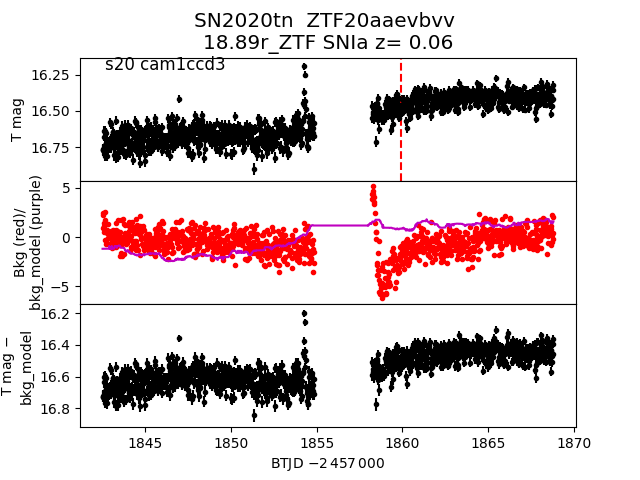 SN2020tn ZTF20aaevbvv
18.89r_ZTF SNIa z= 0.06
s20 cam1ccd3
T mag
16.25
16.50
16.75
Bkg (red)/
bkg_model (purple)
5
0
−5
T mag −
bkg_model
16.2
16.4
16.6
16.8
1845 1850 1855 1860 1865 1870
BTJD −2 457 000